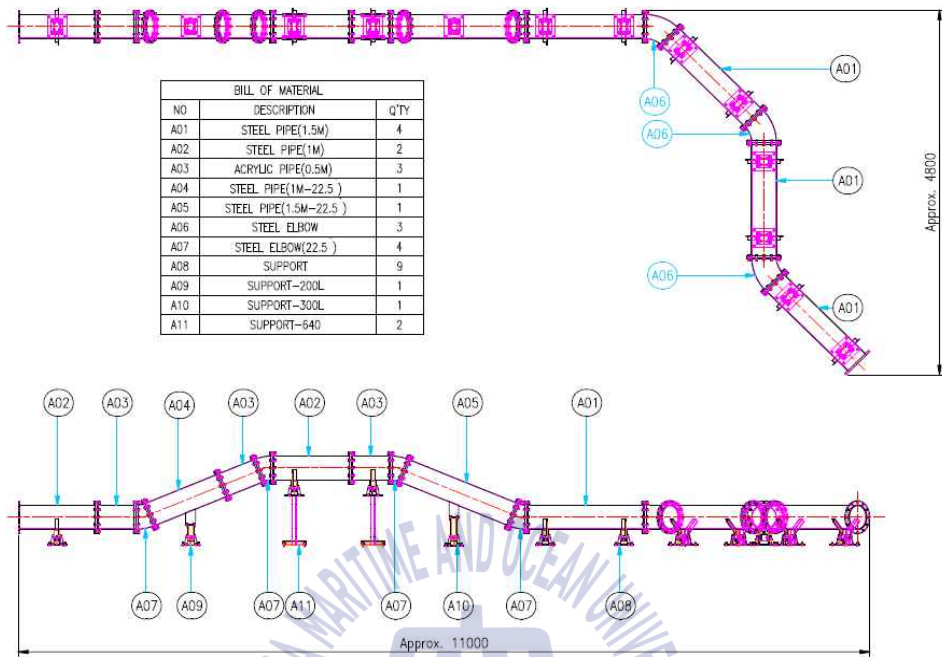 A01
A06
A06
A01
Approx. 4800
A06
A01
BILL OF MATERIAL
NO DESCRIPTION Q'TY
A01 STEEL PIPE(1.5M) 4
A02 STEEL PIPE(1M) 2
A03 ACRYLIC PIPE(0.5M) 3
A04 STEEL PIPE(1M-22.5 ) 1
A05 STEEL PIPE(1.5M-22.5 ) 1
A06 STEEL ELBOW 3
A07 STEEL ELBOW(22.5 ) 4
A08 SUPPORT 9
A09 SUPPORT-200L 1
A10 SUPPORT-300L 1
A11 SUPPORT-640 2
A02 A03 A04 A03 A02 A03 A05 A01
A07 A09 A07 A11 A07 A10 A07 A08
MARITIME AND OCEAN
Approx. 11000